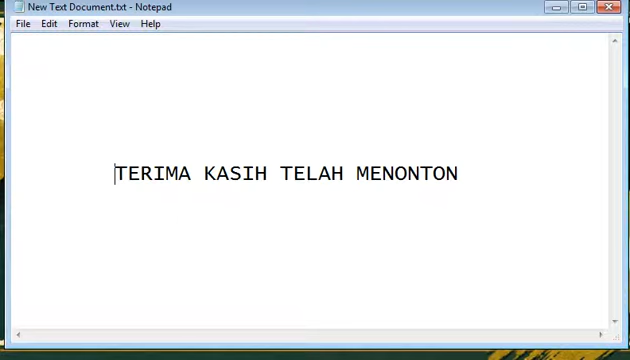 New Text Document.txt - Notepad
File Edit Format View Help
TERIMA KASIH TELAH MENONTON